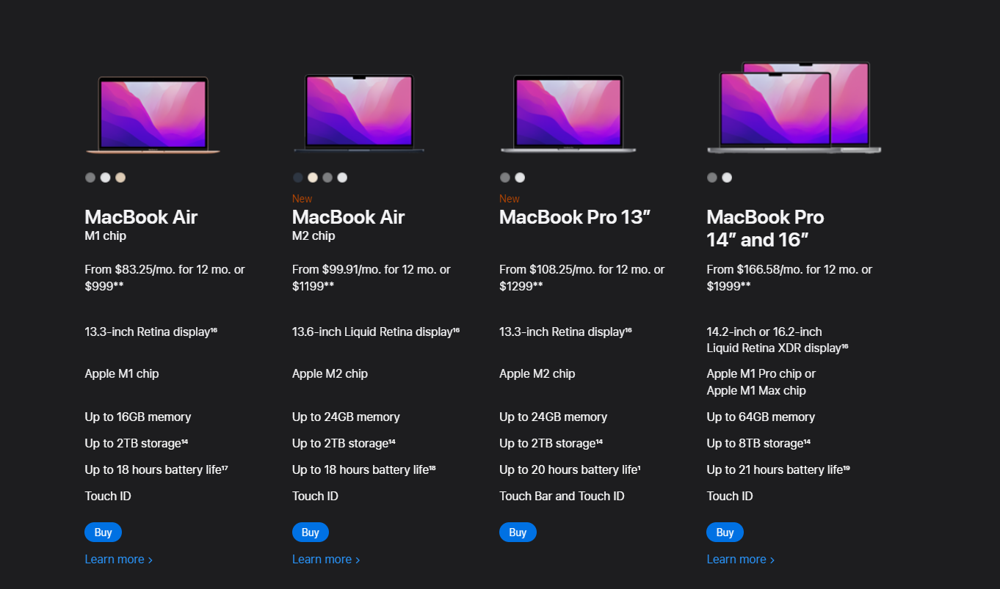 New
New
MacBook Air
MacBook Air
MacBook Pro 13”
MacBook Pro
14” and 16”
M1 chip
M2 chip
From $83.25/mo. for 12 mo. or
$999**
From $99.91/mo. for 12 mo. or
$1199**
From $108.25/mo. for 12 mo. or
$1299**
From $166.58/mo. for 12 mo. or
$1999**
13.3-inch Retina display¹⁶
13.6-inch Liquid Retina display¹⁶
13.3-inch Retina display¹⁶
14.2-inch or 16.2-inch
Liquid Retina XDR display¹⁶
Apple M1 chip
Apple M2 chip
Apple M2 chip
Apple M1 Pro chip or
Apple M1 Max chip
Up to 16GB memory
Up to 24GB memory
Up to 24GB memory
Up to 64GB memory
Up to 2TB storage¹⁴
Up to 2TB storage¹⁴
Up to 2TB storage¹⁴
Up to 8TB storage¹⁴
Up to 18 hours battery life¹⁷
Up to 18 hours battery life¹⁸
Up to 20 hours battery life¹
Up to 21 hours battery life¹⁹
Touch ID
Touch ID
Touch Bar and Touch ID
Touch ID
Buy
Buy
Buy
Buy
Learn more >
Learn more >
Learn more >